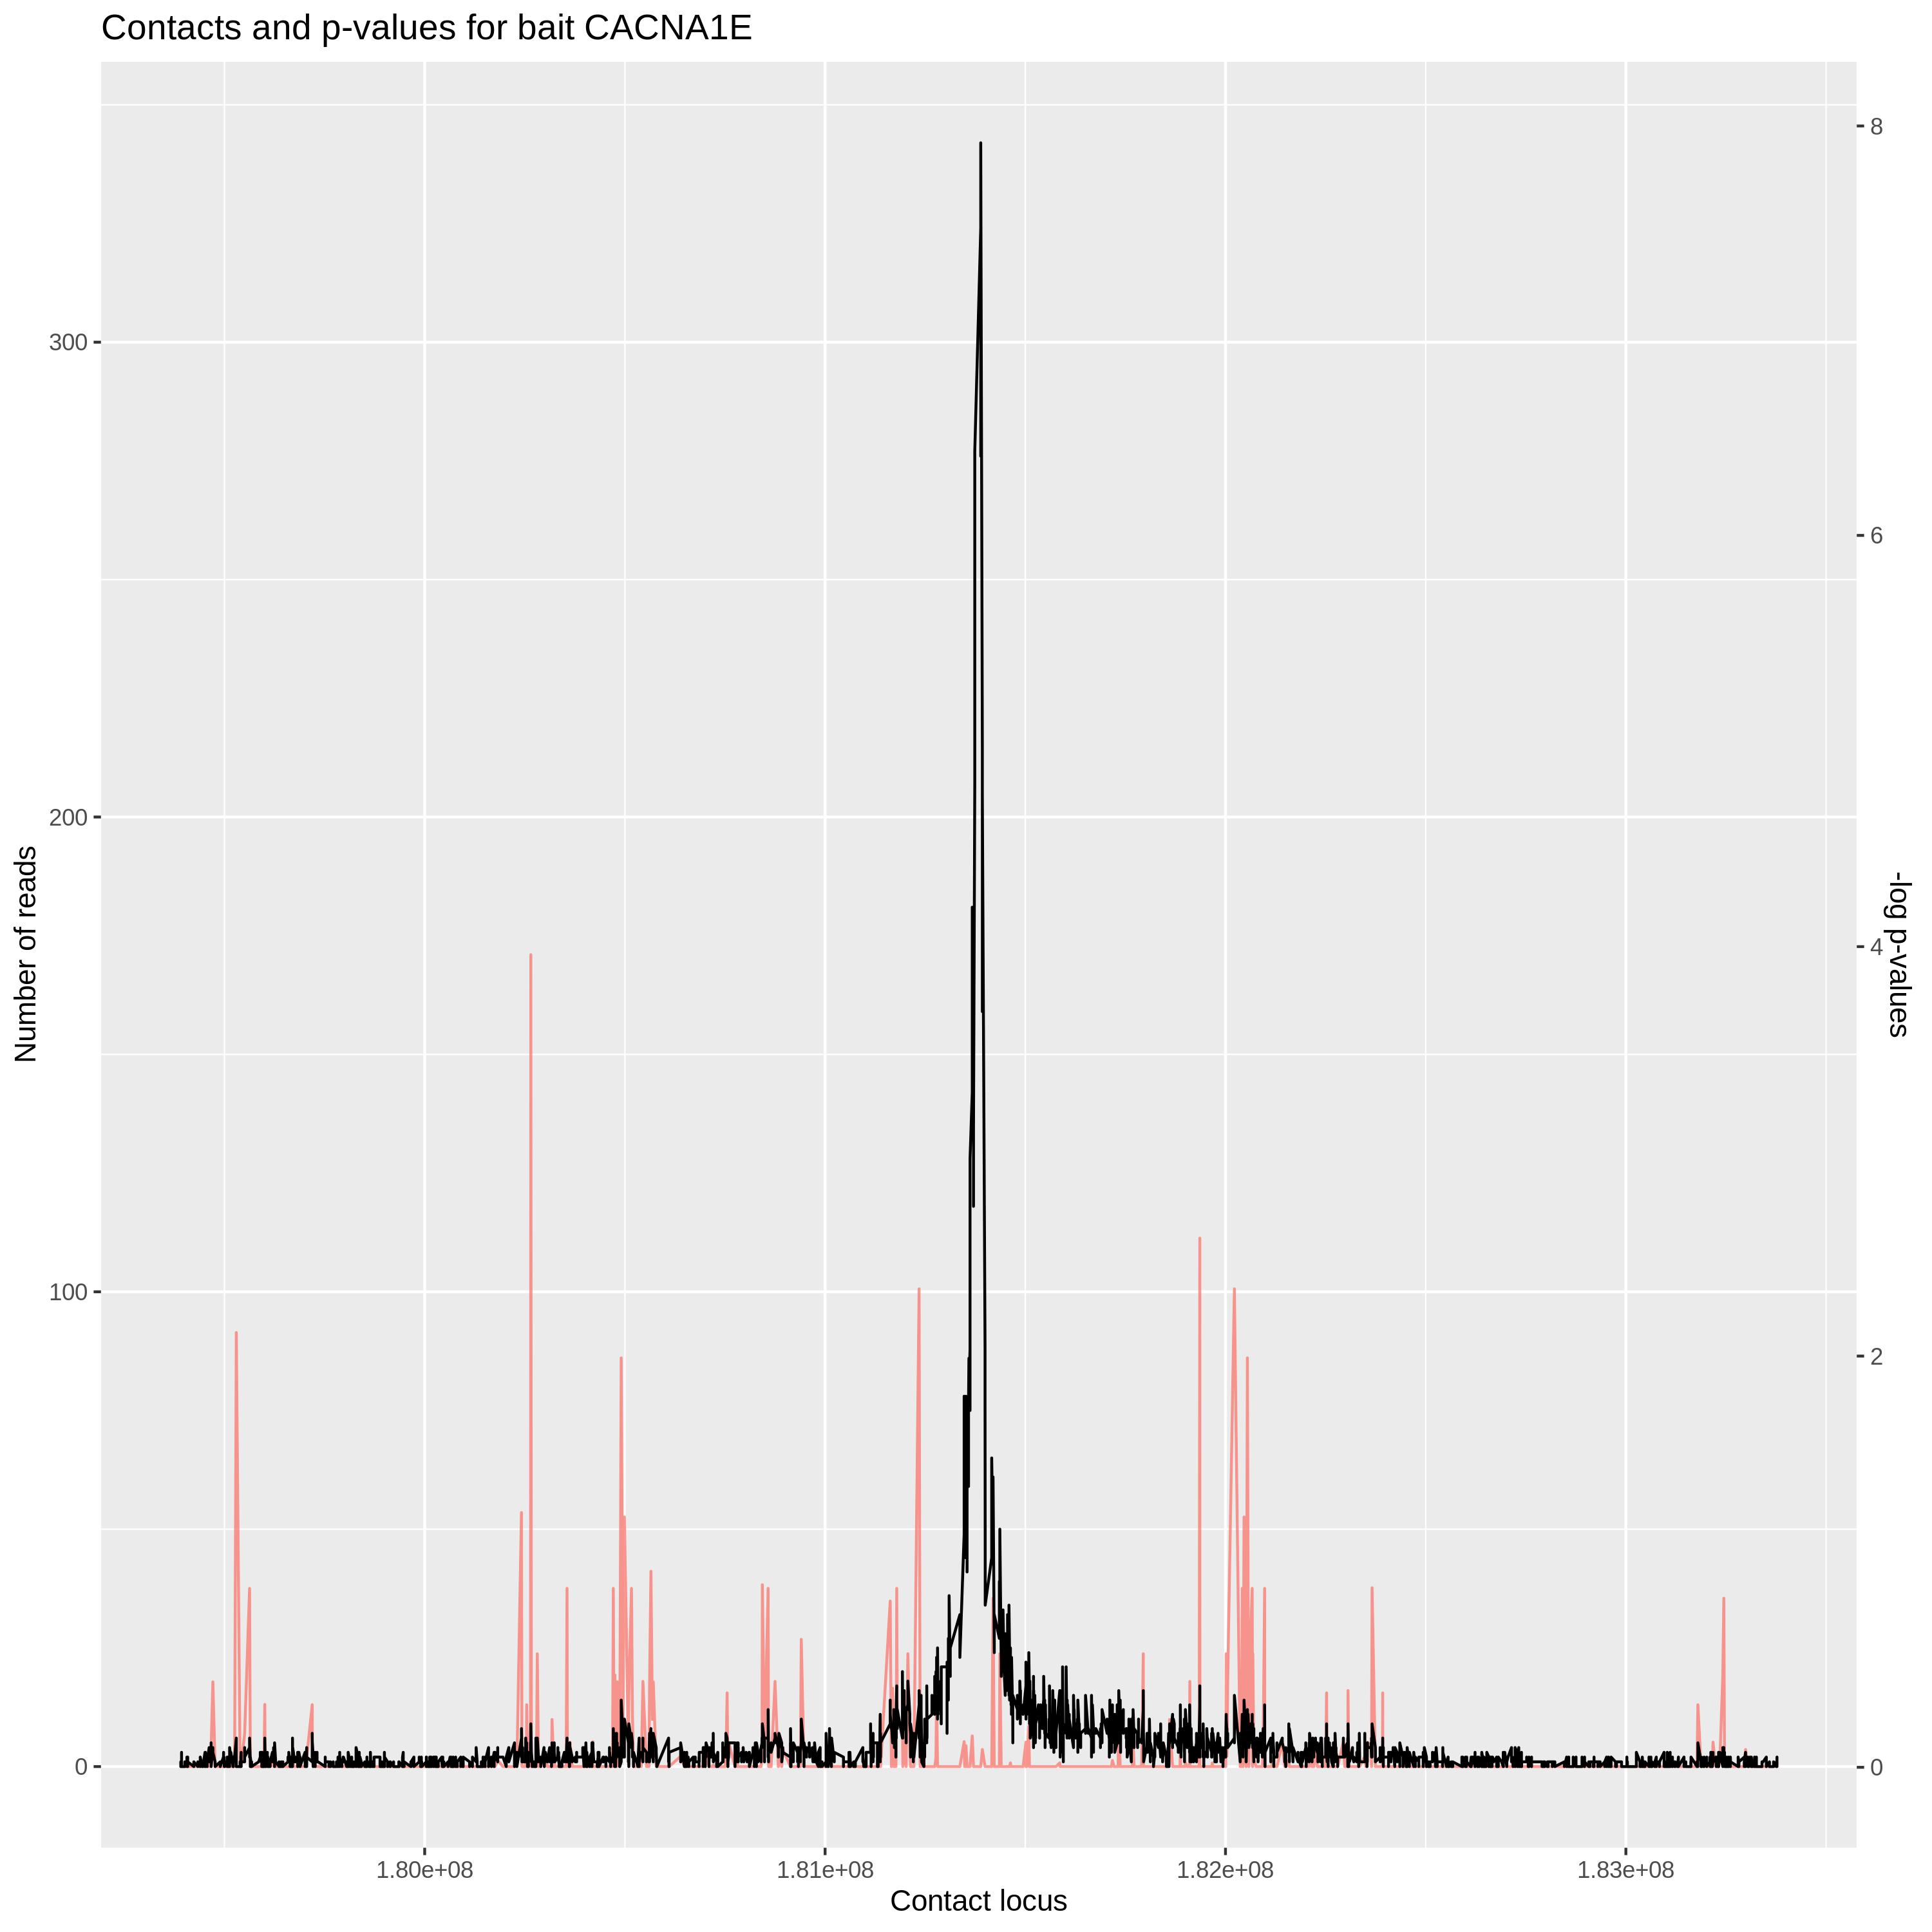 Contacts and p-values for bait CACNA1E
Number of reads
300
200
100
0
8
6
4
2
0
-log p-values
1.80e+08
1.81e+08
1.82e+08
1.83e+08
Contact locus